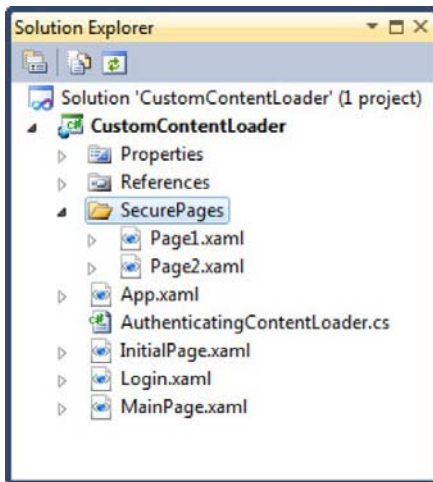 Solution Explorer
Solution 'CustomContentLoader' (1 project)
CustomContentLoader
Properties
References
SecurePages
Page1.xaml
Page2.xaml
App.xaml
AuthenticatingContentLoader.cs
InitialPage.xaml
Login.xaml
MainPage.xaml